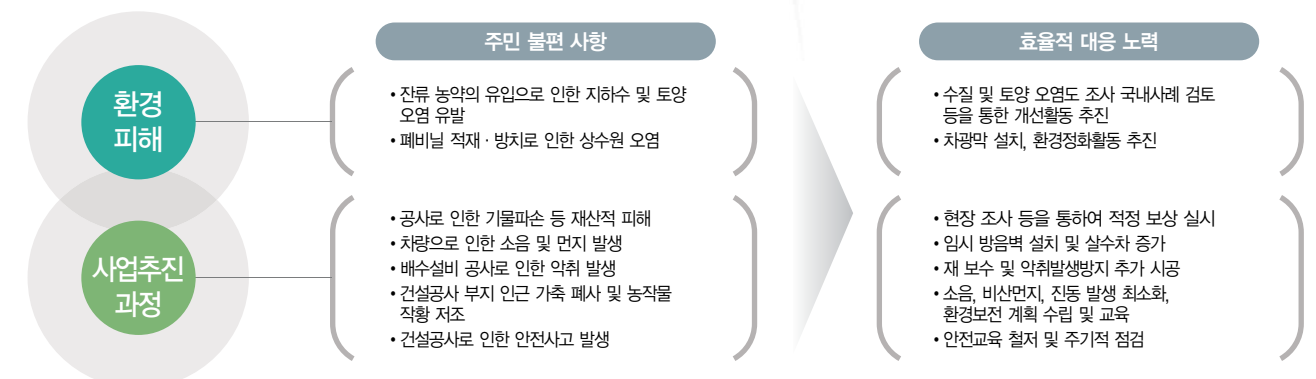 주민 불편 사항
효율적 대응 노력
환경
피해
• 잔류 농약의 유입으로 인한 지하수 및 토양
오염 유발
• 폐비닐 적재 · 방치로 인한 상수원 오염
• 수질 및 토양 오염도 조사 국내사례 검토
등을 통한 개선활동 추진
• 차광막 설치, 환경정화활동 추진
사업추진
과정
• 공사로 인한 기물파손 등 재산적 피해
• 차량으로 인한 소음 및 먼지 발생
• 배수설비 공사로 인한 악취 발생
• 건설공사 부지 인근 가축 폐사 및 농작물
작황 저조
• 건설공사로 인한 안전사고 발생
• 현장 조사 등을 통하여 적정 보상 실시
• 임시 방음벽 설치 및 살수차 증가
• 재 보수 및 악취발생방지 추가 시공
• 소음, 비산먼지, 진동 발생 최소화,
환경보전 계획 수립 및 교육
• 안전교육 철저 및 주기적 점검